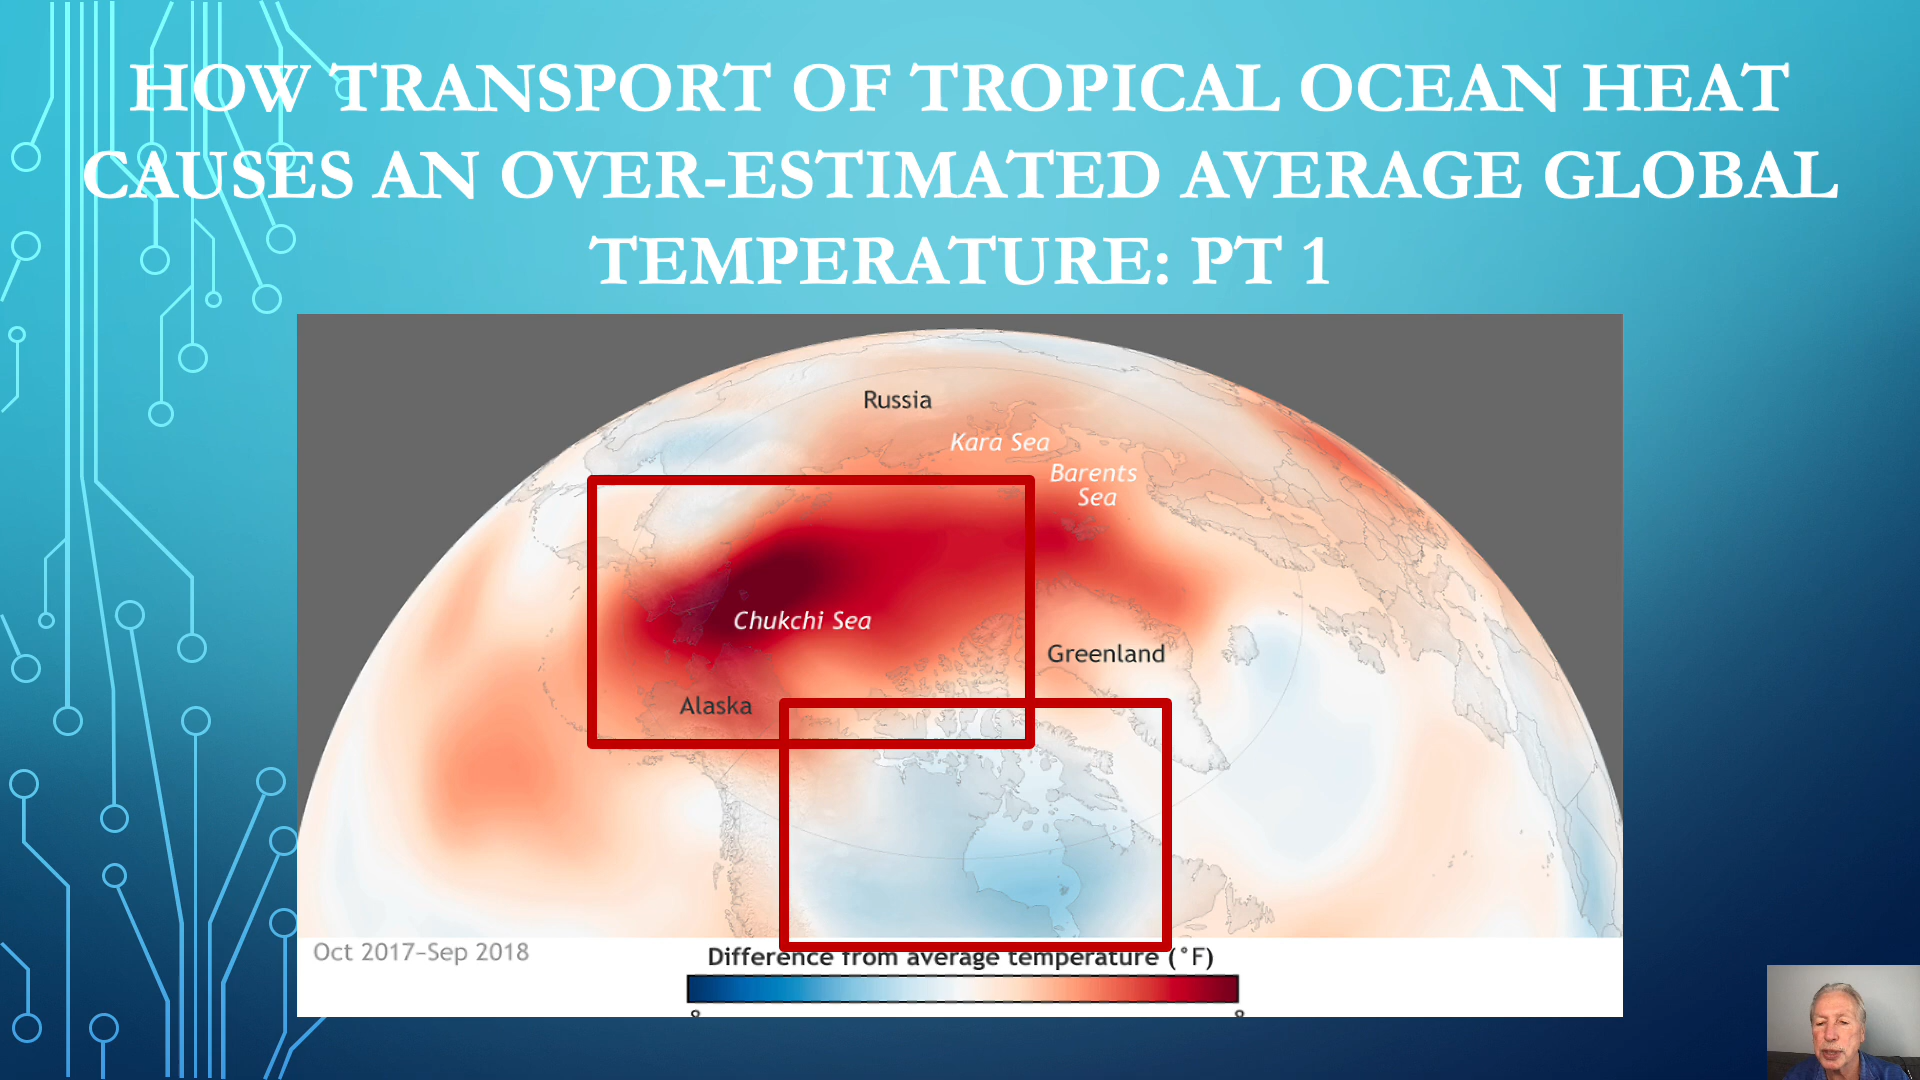 HOW TRANSPORT OF TROPICAL OCEAN HEAT
CAUSES AN OVER-ESTIMATED AVERAGE GLOBAL
TEMPERATURE: PT 1
Russia
Kara Sea
Barents
Sea
Chukchi Sea
Greenland
Alaska
Oct 2017–Sep 2018
Difference from average temperature (°F)